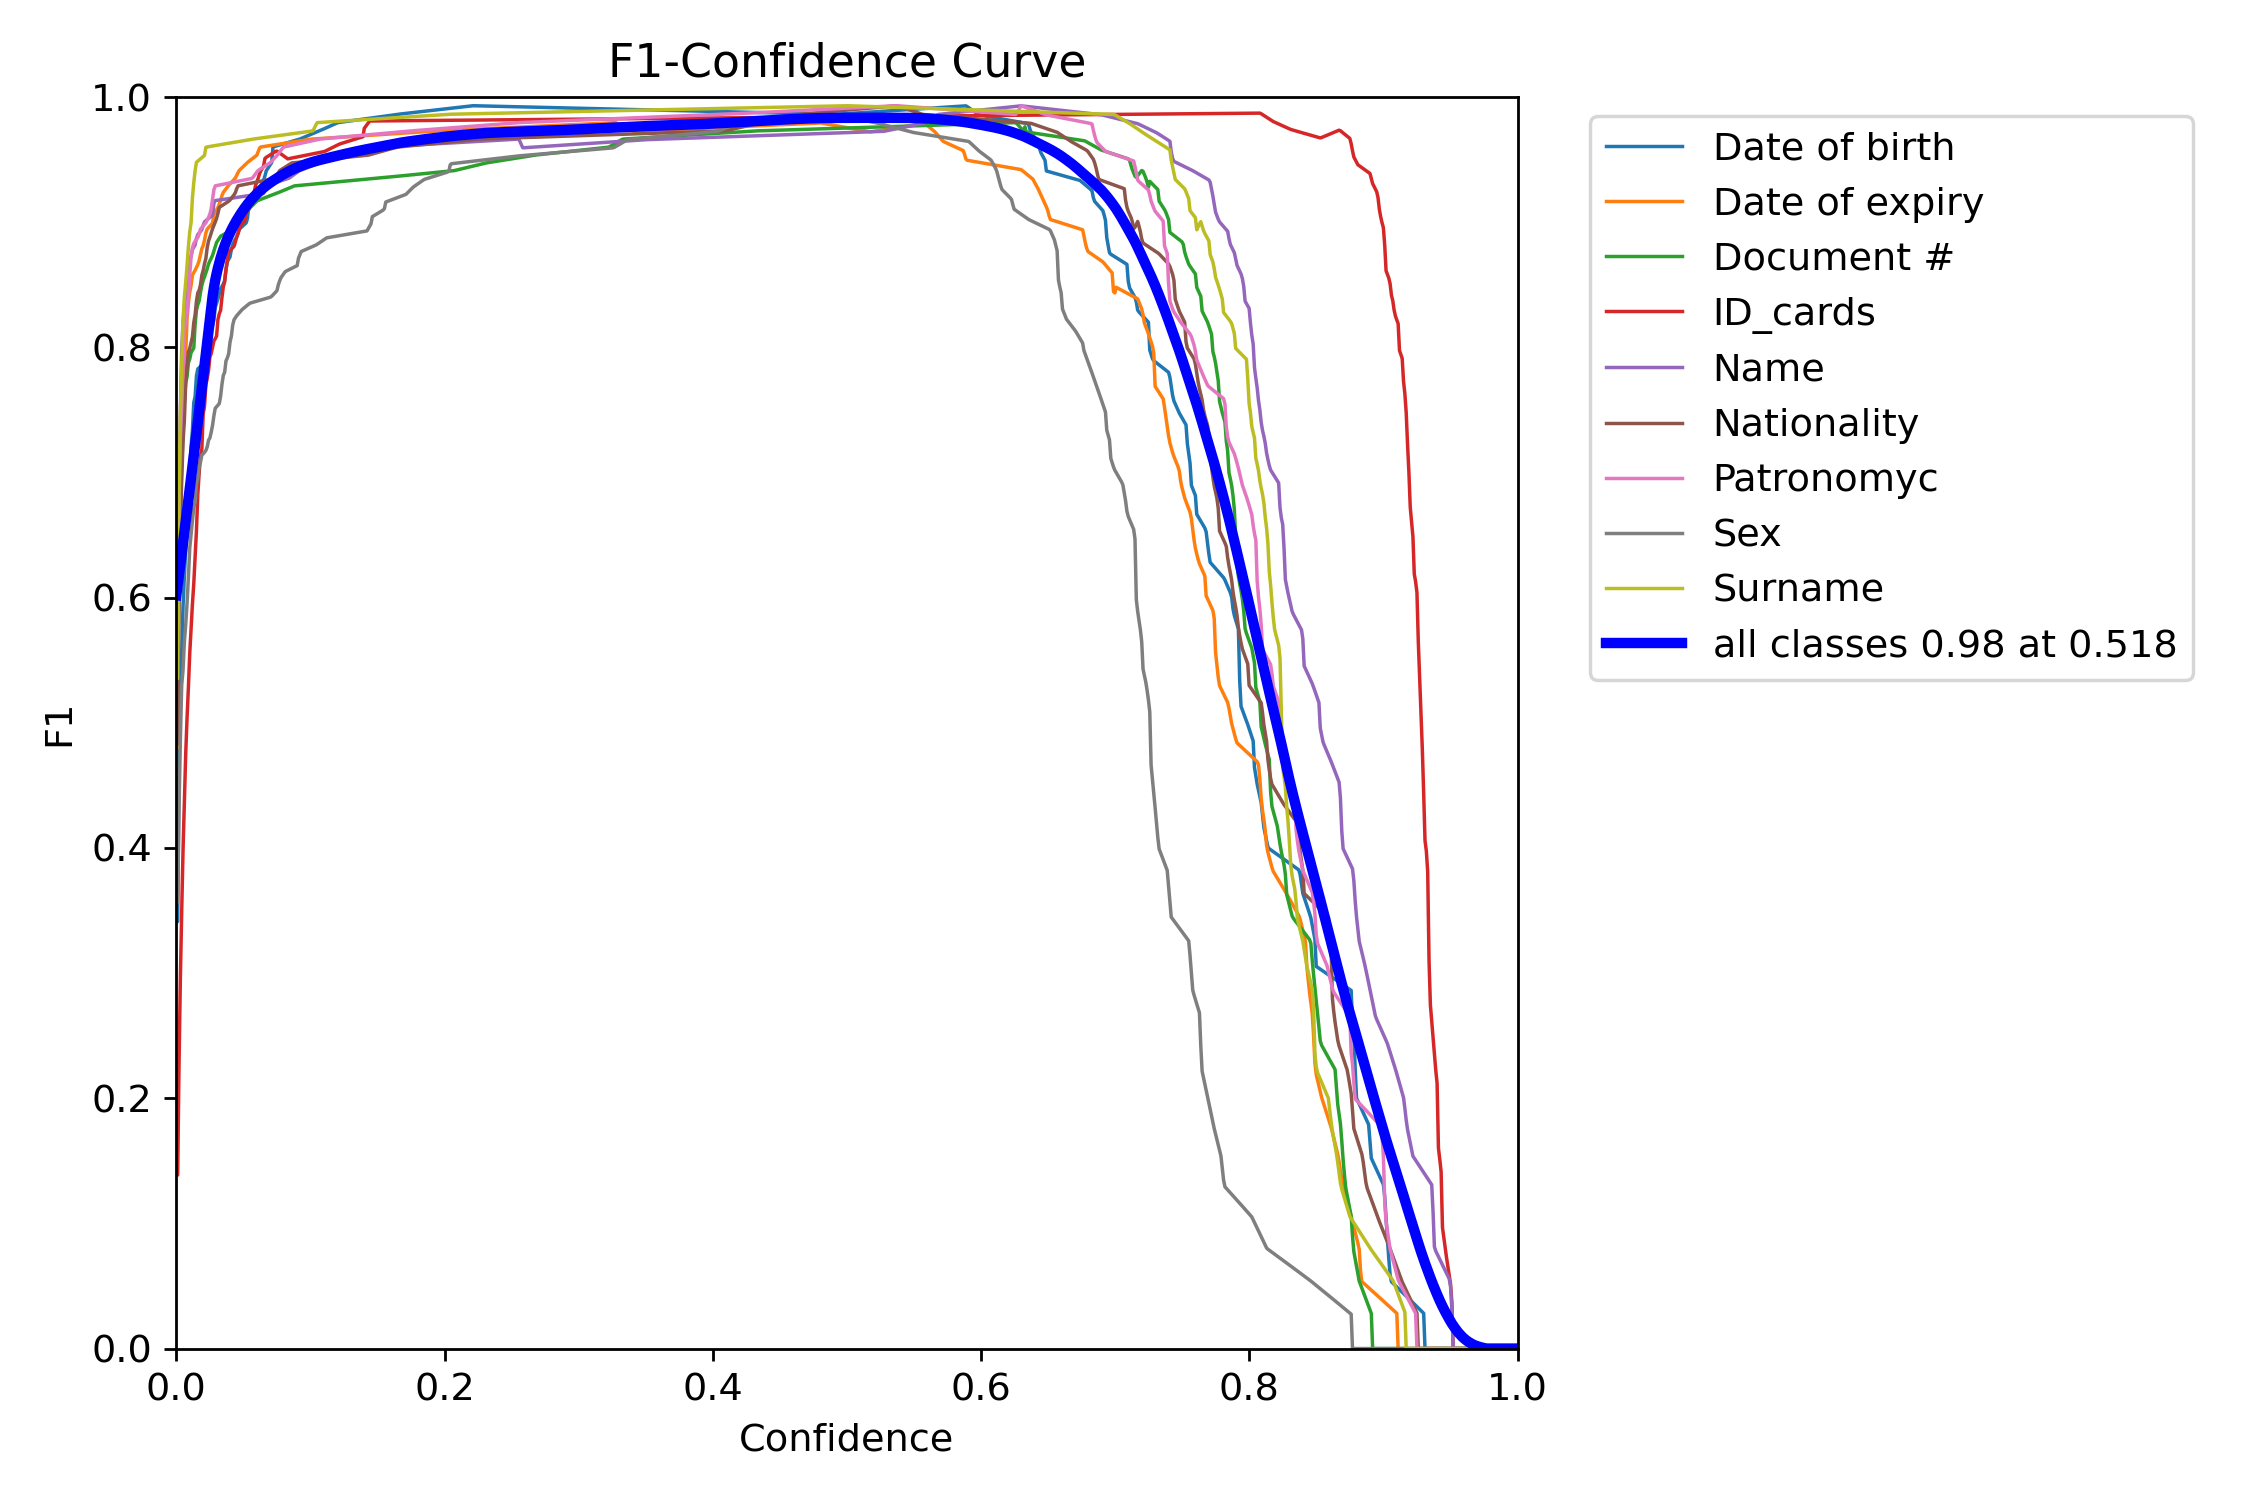 F1-Confidence Curve
1.0
0.8
0.6
0.4
0.2
0.0
F1
0.0 0.2 0.4 0.6 0.8 1.0
Confidence
Date of birth
Date of expiry
Document #
ID_cards
Name
Nationality
Patronomyc
Sex
Surname
all classes 0.98 at 0.518